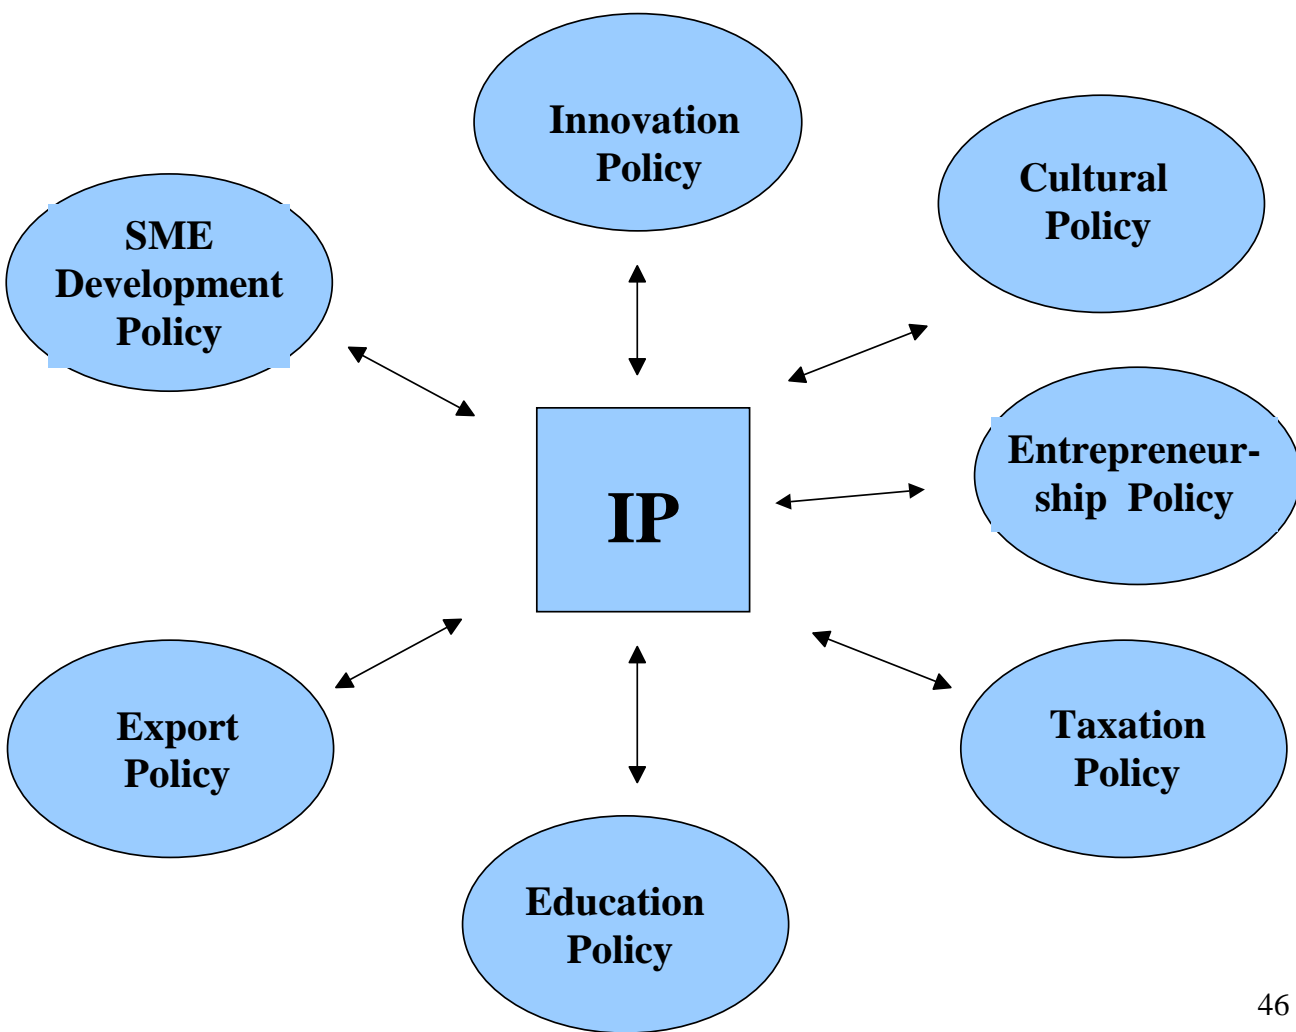 Innovation
Policy
Cultural
Policy
SME
Development
Policy
Entrepreneur-
ship Policy
IP
Export
Policy
Taxation
Policy
Education
Policy
46